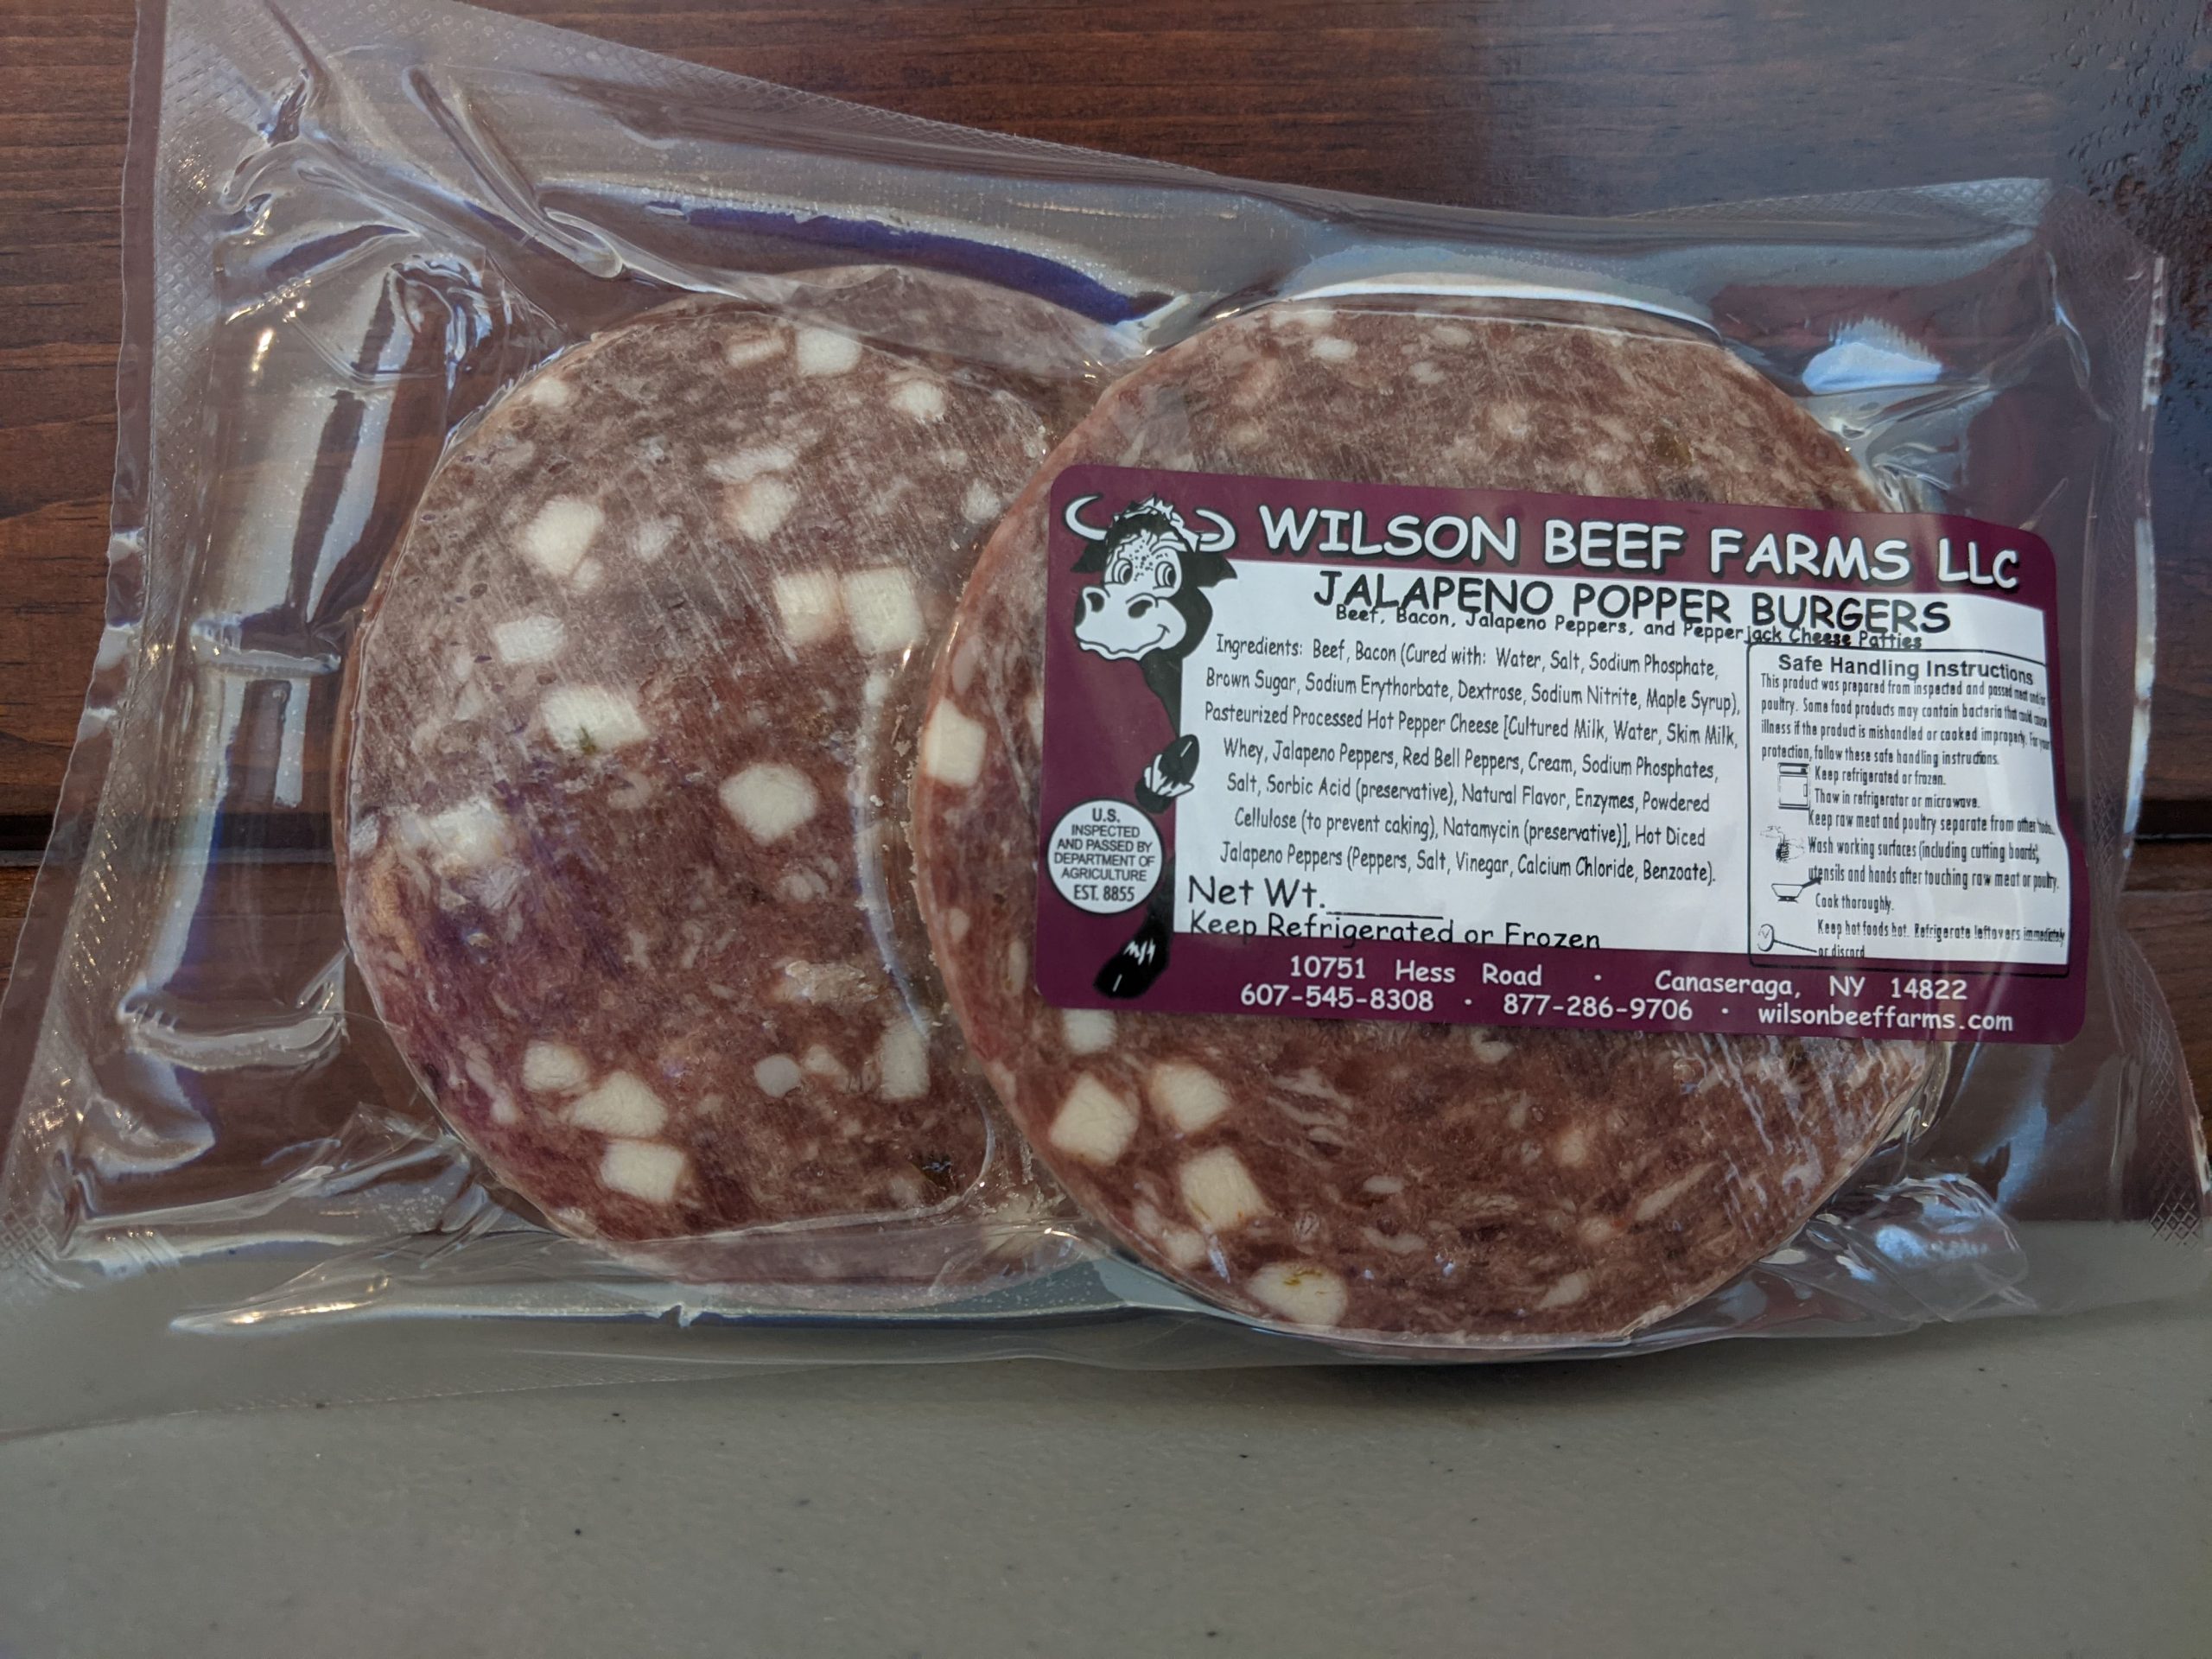 WILSON BEEF FARMS LLC
JALAPENO POPPER BURGERS
Beef, Bacon, Jalapeno Peppers, and Pepperjack Cheese Patties
Ingredients: Beef, Bacon (Cured with: Water, Salt, Sodium Phosphate,
Brown Sugar, Sodium Erythorbate, Dextrose, Sodium Nitrite, Maple Syrup),
Pasteurized Processed Hot Pepper Cheese [Cultured Milk, Water, Skim Milk,
Whey, Jalapeno Peppers, Red Bell Peppers, Cream, Sodium Phosphates,
Salt, Sorbic Acid (preservative), Natural Flavor, Enzymes, Powdered
Cellulose (to prevent caking), Natamycin (preservative)], Hot Diced
Jalapeno Peppers (Peppers, Salt, Vinegar, Calcium Chloride, Benzoate).
Net Wt.
Keep Refrigerated or Frozen
Safe Handling Instructions
This product was prepared from inspected and passed meat and/or
poultry. Some food products may contain bacteria that could cause
illness if the product is mishandled or cooked improperly. For your
protection, follow these safe handling instructions.
Keep refrigerated or frozen.
Thaw in refrigerator or microwave.
Keep raw meat and poultry separate from other foods.
Wash working surfaces (including cutting boards),
utensils and hands after touching raw meat or poultry.
Cook thoroughly.
Keep hot foods hot. Refrigerate leftovers immediately
or discard.
U.S.
INSPECTED
AND PASSED BY
DEPARTMENT OF
AGRICULTURE
EST. 8855
10751 Hess Road · Canaseraga, NY 14822
607-545-8308 · 877-286-9706 · wilsonbeeffarms.com